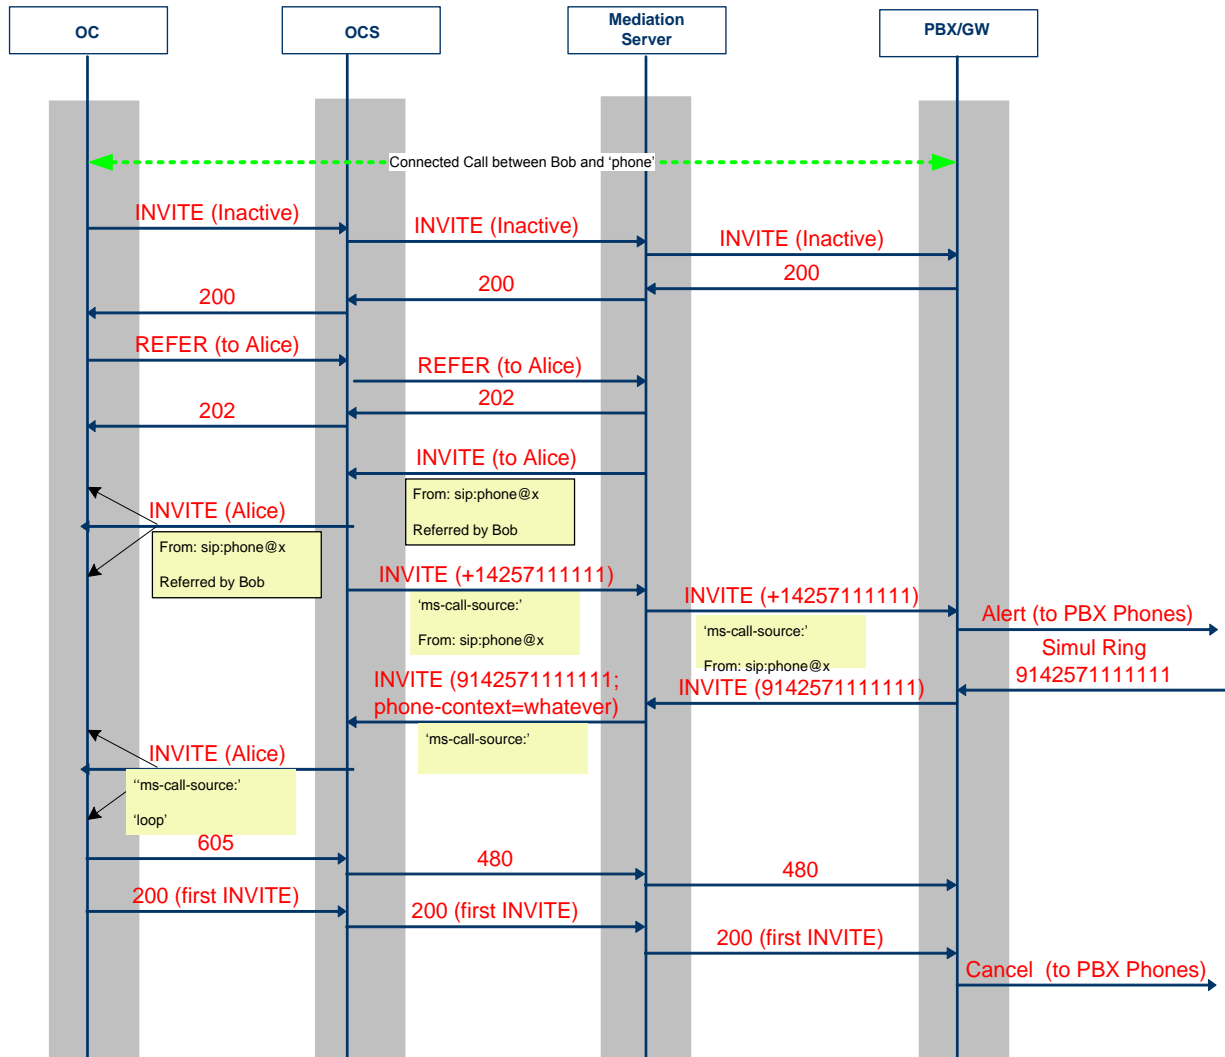 OC
OCS
Mediation
Server
PBX/GW
Connected Call between Bob and ‘phone’
INVITE (Inactive)
INVITE (Inactive)
INVITE (Inactive)
200
200
200
REFER (to Alice)
REFER (to Alice)
202
202
INVITE (to Alice)
From: sip:phone@x
Referred by Bob
INVITE (Alice)
From: sip:phone@x
Referred by Bob
INVITE (+14257111111)
‘ms-call-source:’
From: sip:phone@x
INVITE (+14257111111)
‘ms-call-source:’
From: sip:phone@x
Alert (to PBX Phones)
Simul Ring
9142571111111
INVITE (9142571111111)
INVITE (9142571111111;
phone-context=whatever)
‘ms-call-source:’
INVITE (Alice)
‘‘ms-call-source:’
‘loop’
605
480
480
200 (first INVITE)
200 (first INVITE)
200 (first INVITE)
Cancel  (to PBX Phones)